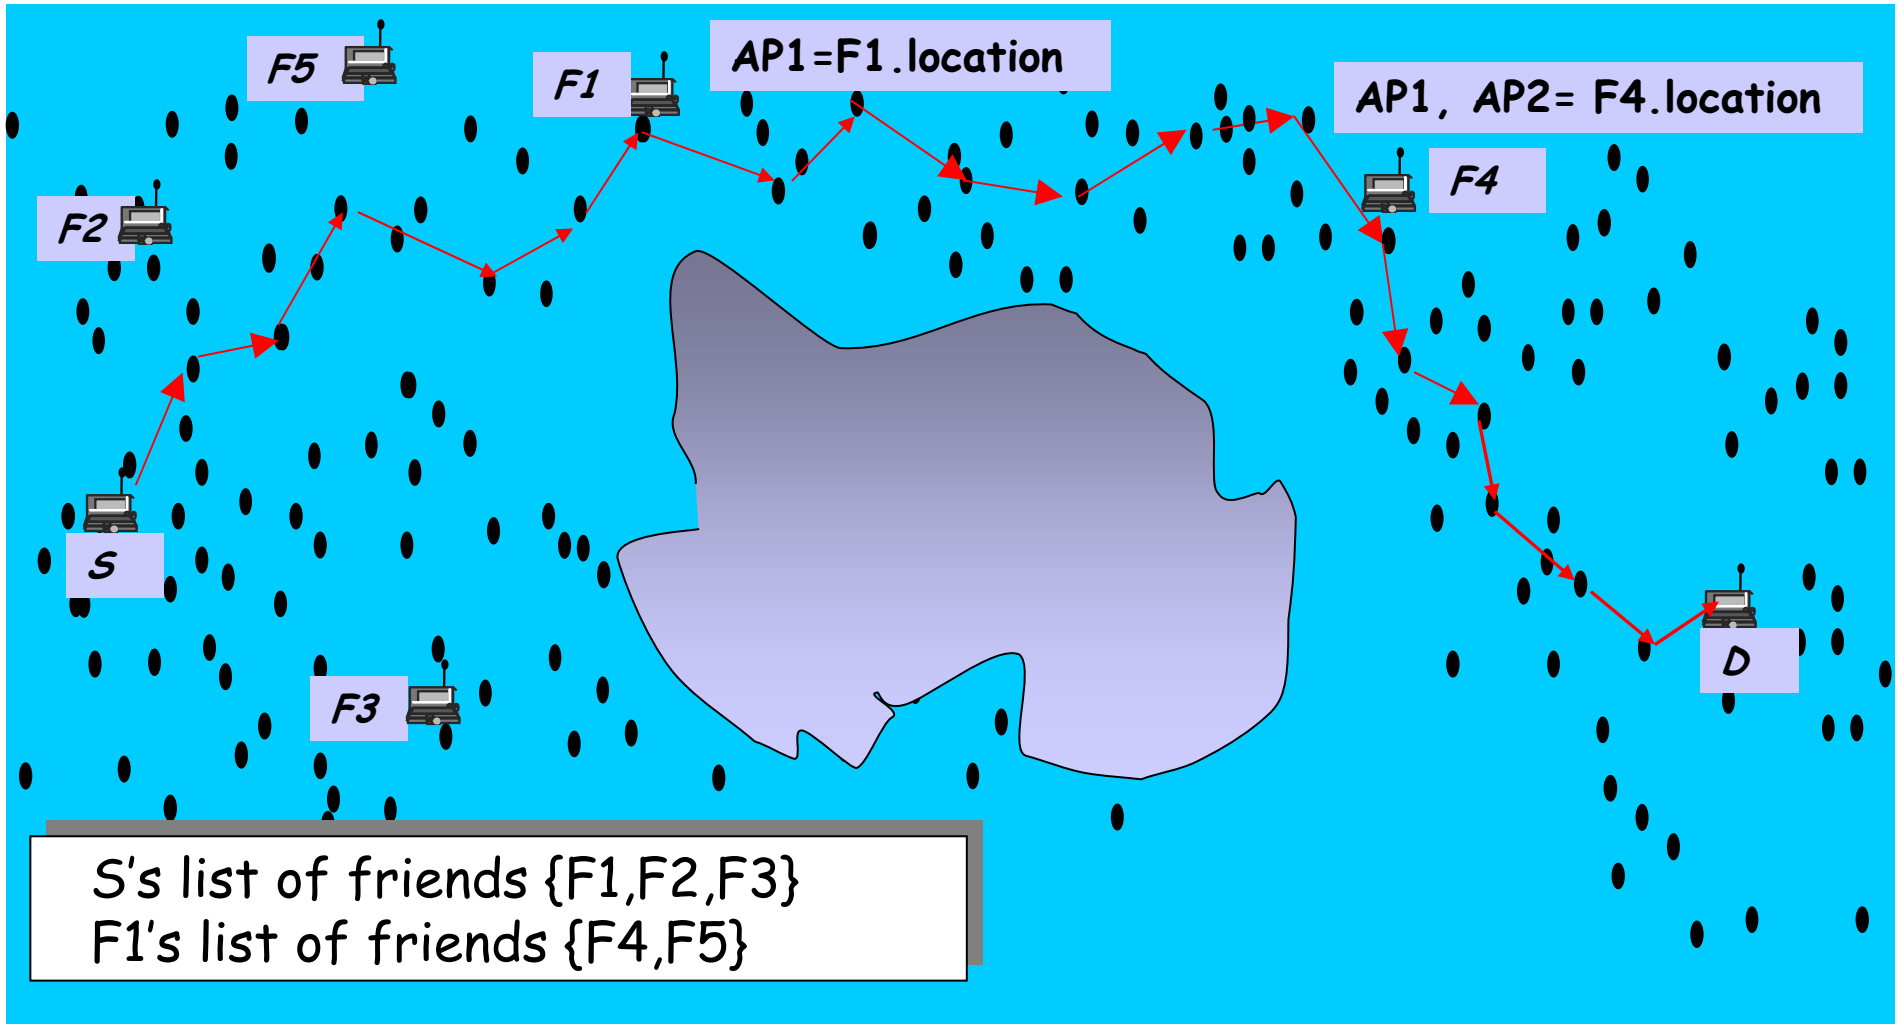 F5
F1
AP1=F1.location
AP1, AP2= F4.location
F4
F2
S
F3
D
S's list of friends {F1,F2,F3}
F1's list of friends {F4,F5}